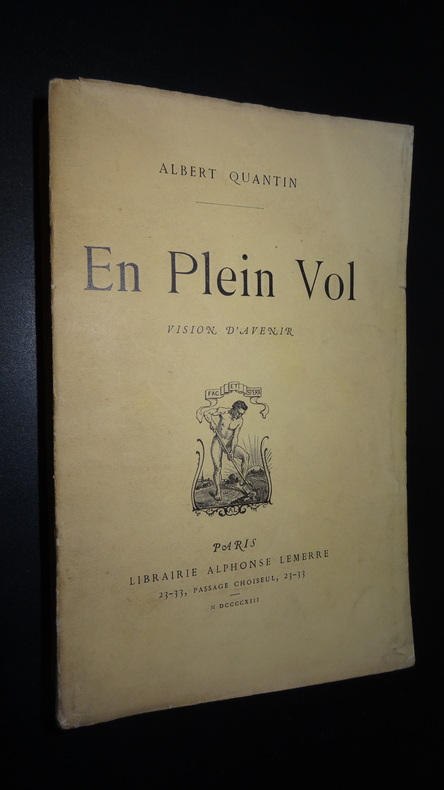 ALBERT QUANTIN
En Plein Vol
VISION D'AVENIR
FAC ET SPERA
PARIS
LIBRAIRIE ALPHONSE LEMERRE
23-33, PASSAGE CHOISEUL, 23-33
M DCCCCXIII